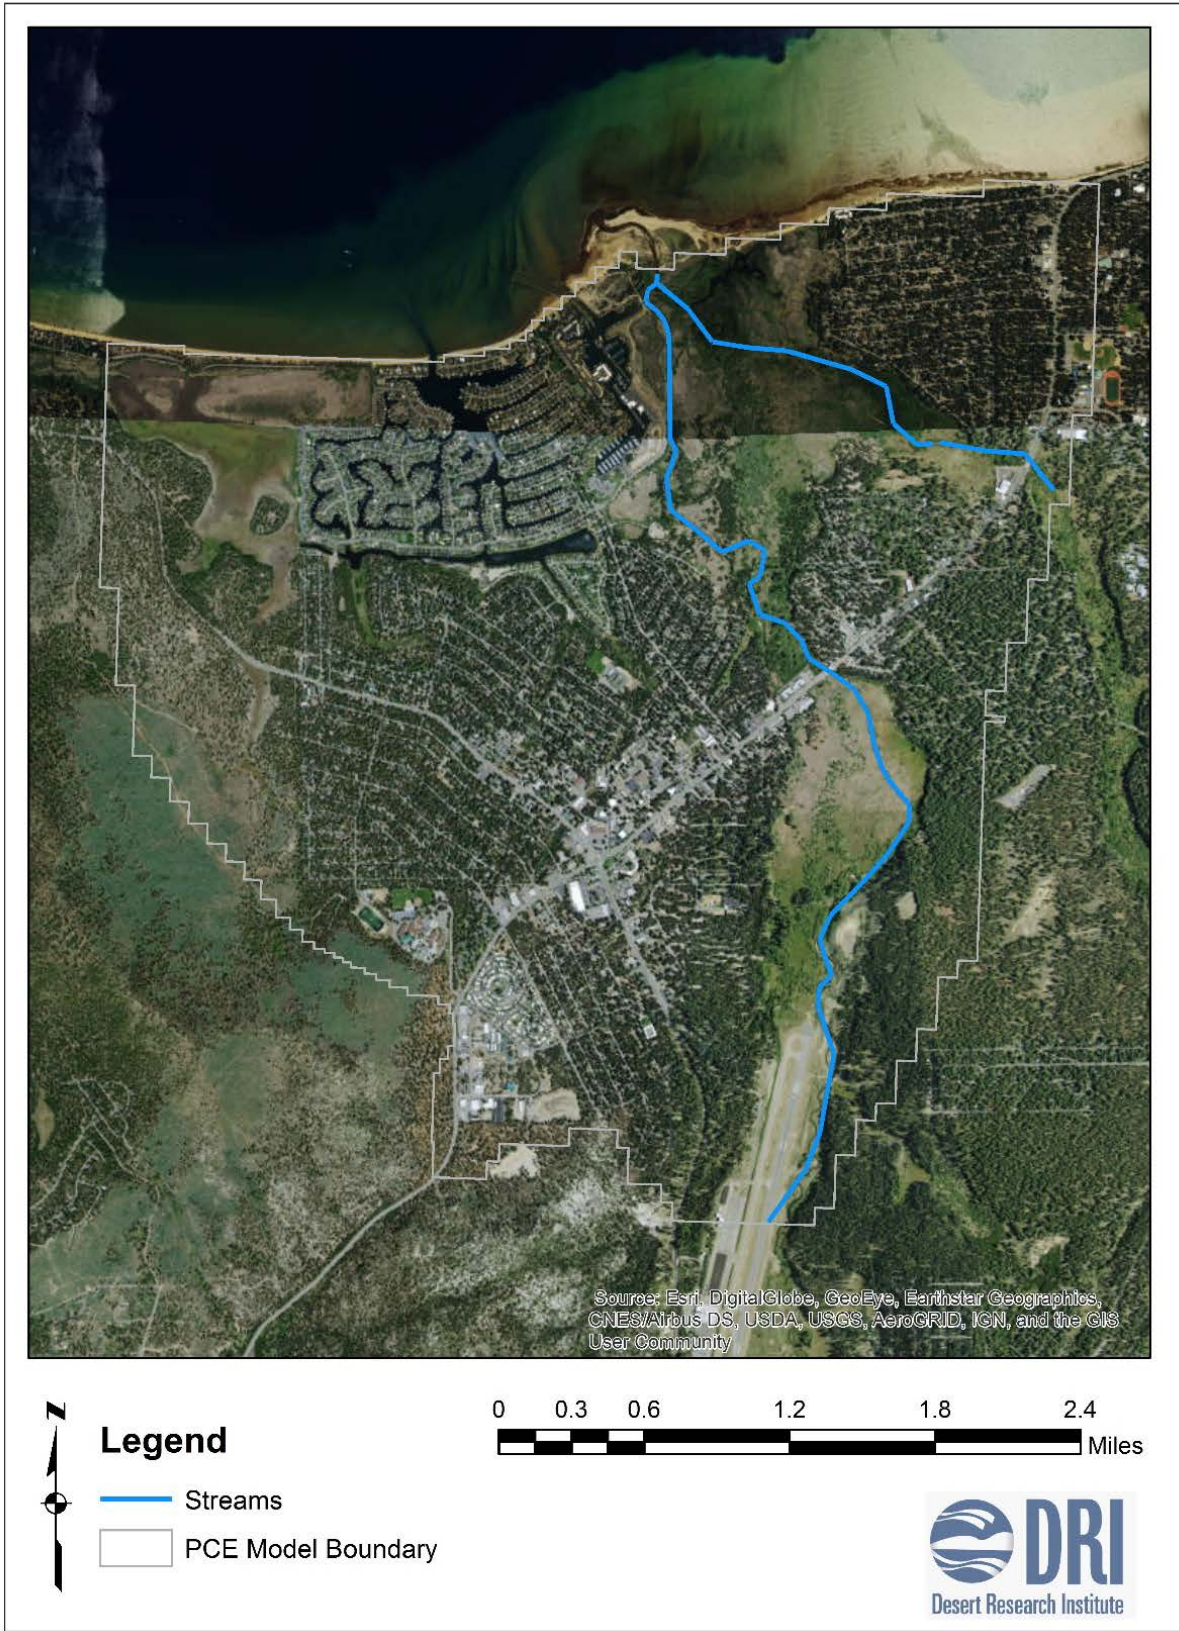 Source: Esri, DigitalGlobe, GeoEye, Earthstar Geographics,
CNES/Airbus DS, USDA, USGS, AeroGRID, IGN, and the GIS
User Community
N
Legend
Streams
PCE Model Boundary
0 0.3 0.6 1.2 1.8 2.4
Miles
DRI
Desert Research Institute